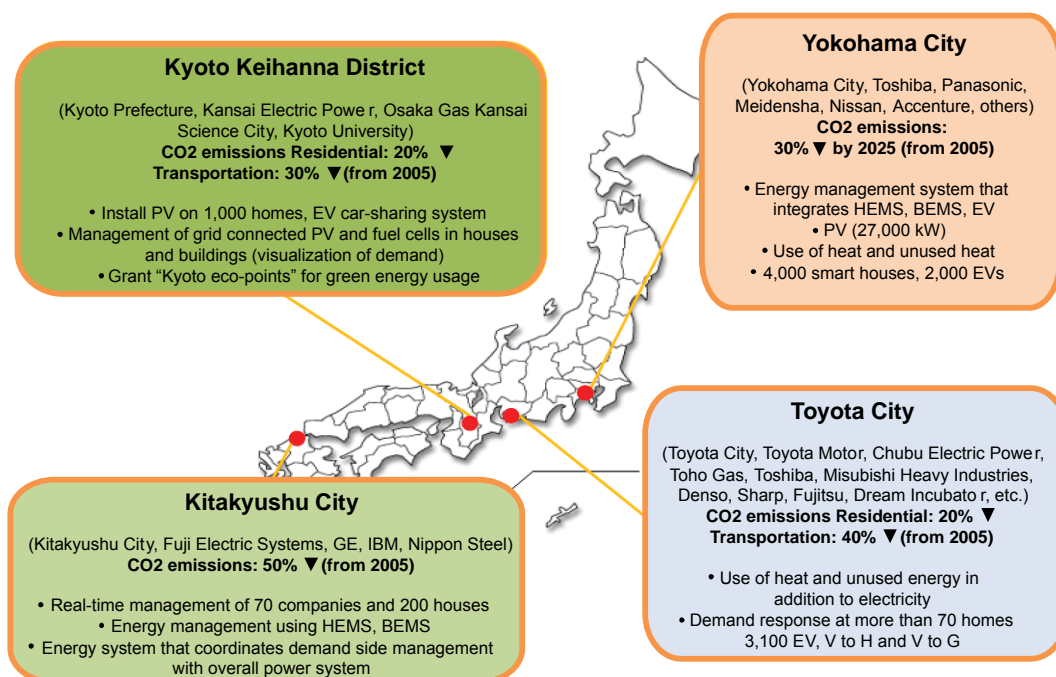 Kyoto Keihanna District
(Kyoto Prefecture, Kansai Electric Power, Osaka Gas Kansai
Science City, Kyoto University)
CO2 emissions Residential: 20% ▼
Transportation: 30% ▼(from 2005)
• Install PV on 1,000 homes, EV car-sharing system
• Management of grid connected PV and fuel cells in houses
and buildings (visualization of demand)
• Grant “Kyoto eco-points” for green energy usage
Yokohama City
(Yokohama City, Toshiba, Panasonic,
Meidensha, Nissan, Accenture, others)
CO2 emissions:
30% ▼ by 2025 (from 2005)
• Energy management system that
integrates HEMS, BEMS, EV
• PV (27,000 kW)
• Use of heat and unused heat
• 4,000 smart houses, 2,000 EVs
Kitakyushu City
(Kitakyushu City, Fuji Electric Systems, GE, IBM, Nippon Steel)
CO2 emissions: 50% ▼(from 2005)
• Real-time management of 70 companies and 200 houses
• Energy management using HEMS, BEMS
• Energy system that coordinates demand side management
with overall power system
Toyota City
(Toyota City, Toyota Motor, Chubu Electric Power,
Toho Gas, Toshiba, Misubishi Heavy Industries,
Denso, Sharp, Fujitsu, Dream Incubator, etc.)
CO2 emissions Residential: 20% ▼
Transportation: 40% ▼(from 2005)
• Use of heat and unused energy in
addition to electricity
• Demand response at more than 70 homes
3,100 EV, V to H and V to G